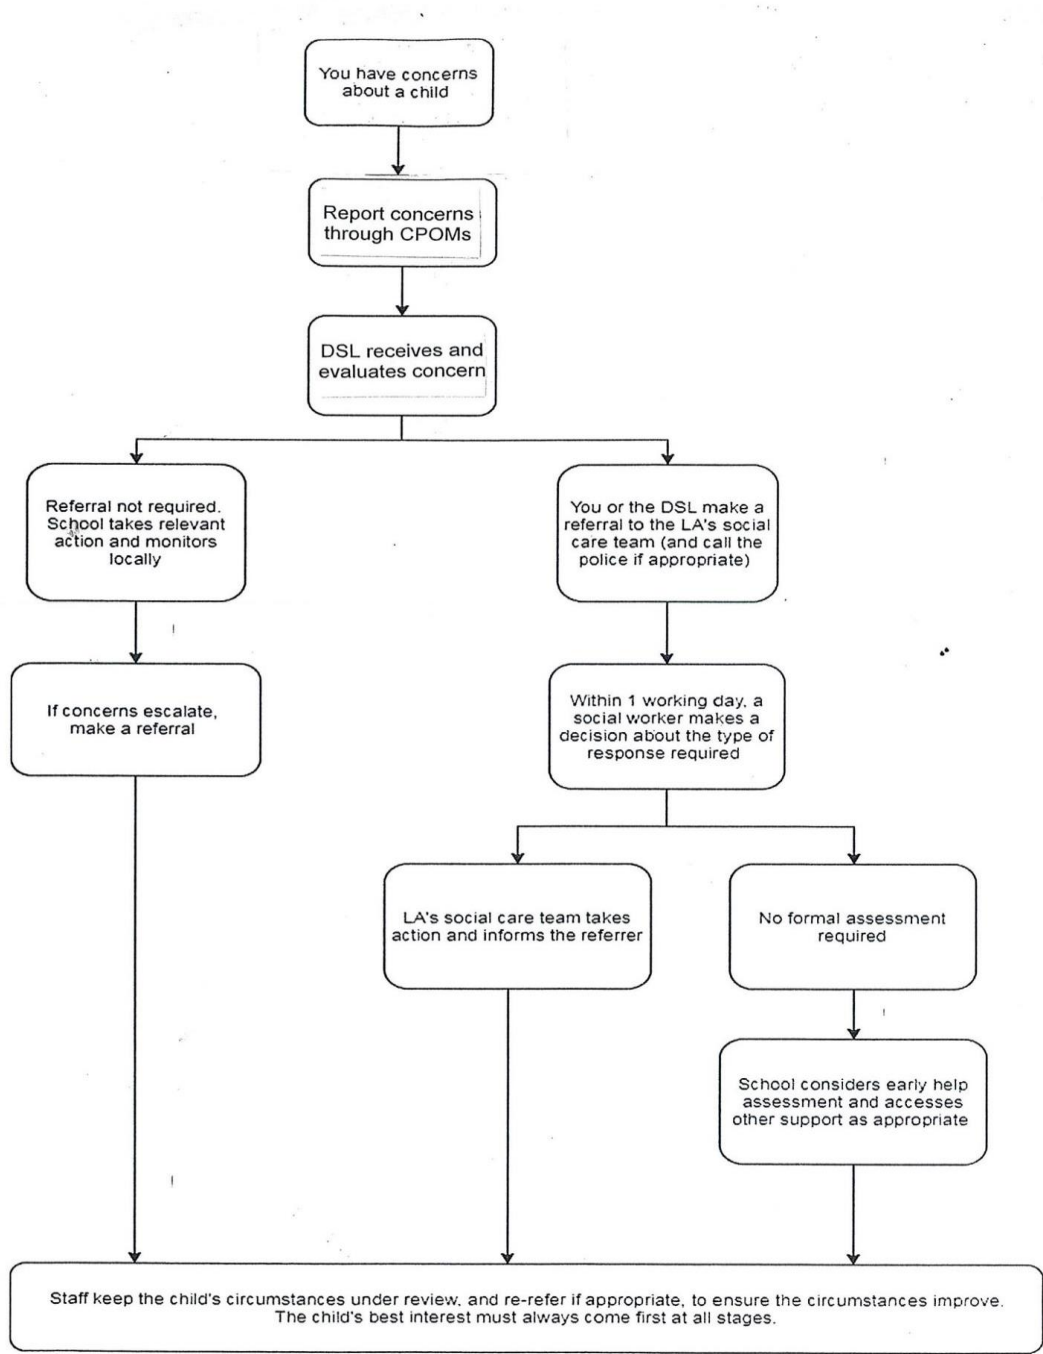 You have concerns
about a child
Report concerns
through CPOMs
DSL receives and
evaluates concern
Referral not required.
School takes relevant
action and monitors
locally
You or the DSL make a
referral to the LA's social
care team (and call the
police if appropriate)
If concerns escalate,
make a referral
Within 1 working day, a
social worker makes a
decision about the type of
response required
LA's social care team takes
action and informs the referrer
No formal assessment
required
School considers early help
assessment and accesses
other support as appropriate
Staff keep the child's circumstances under review, and re-refer if appropriate, to ensure the circumstances improve.
The child's best interest must always come first at all stages.